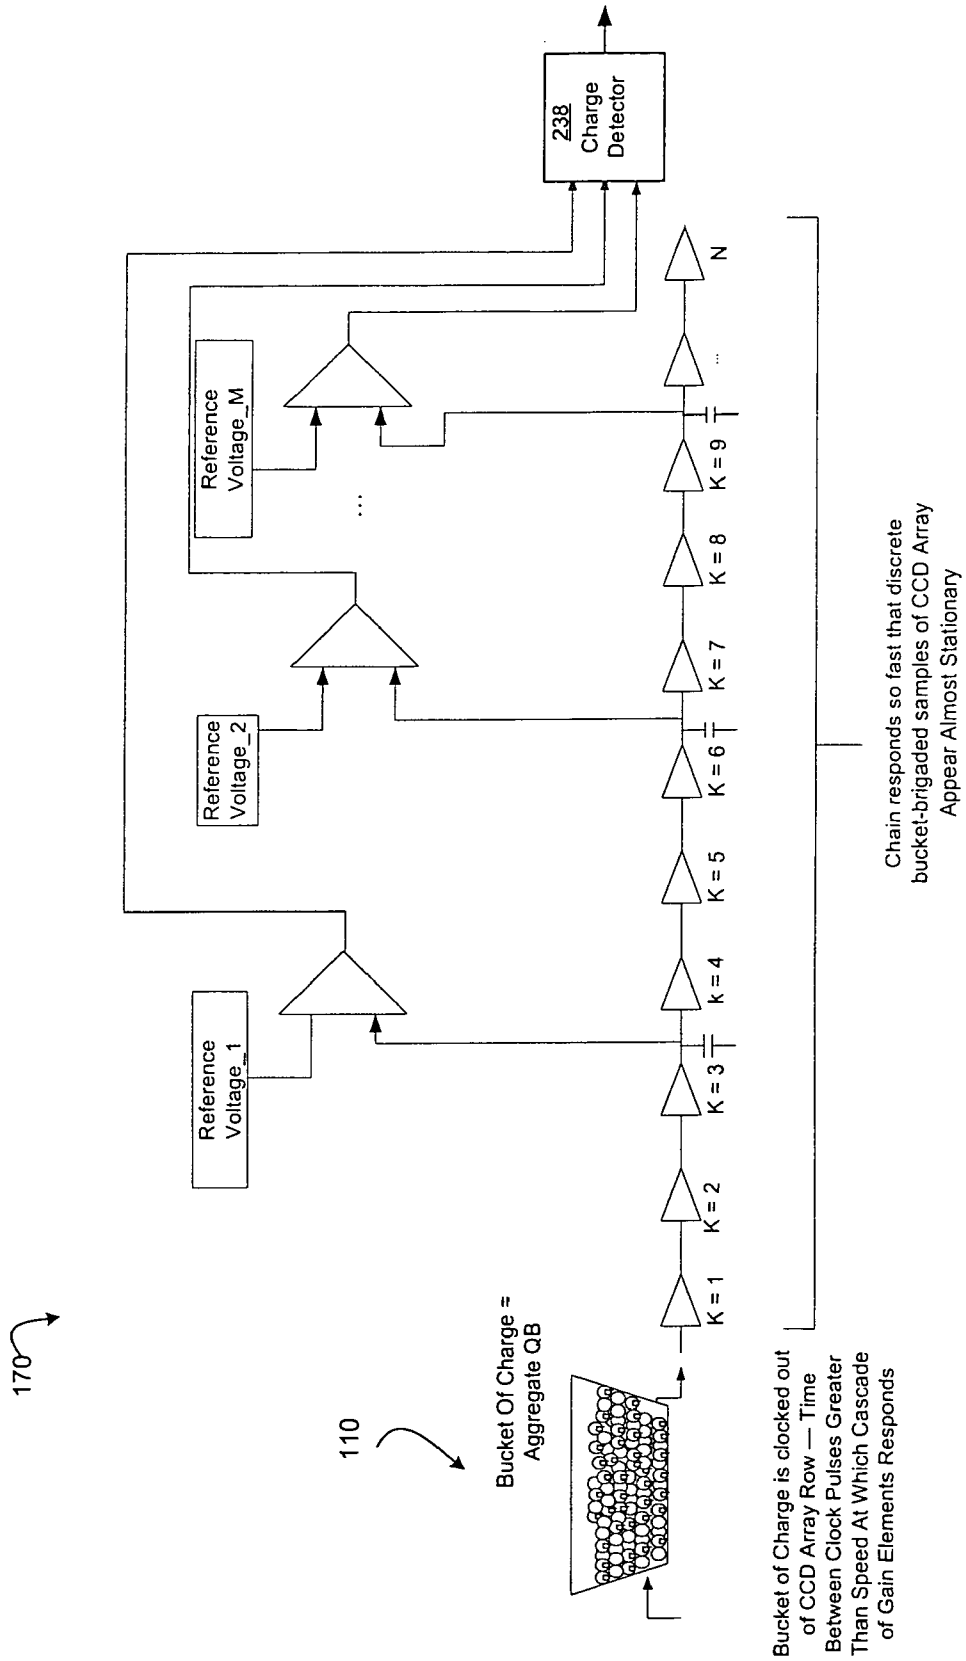 170
238
Charge
Detector
Reference
Voltage_M
...
Reference
Voltage_2
Reference
Voltage_1
110
Bucket Of Charge =
Aggregate QB
K = 1
K = 2
K = 3
k = 4
K = 5
K = 6
K = 7
K = 8
K = 9
...
N
Bucket of Charge is clocked out
of CCD Array Row — Time
Between Clock Pulses Greater
Than Speed At Which Cascade
of Gain Elements Responds
Chain responds so fast that discrete
bucket-brigaded samples of CCD Array
Appear Almost Stationary